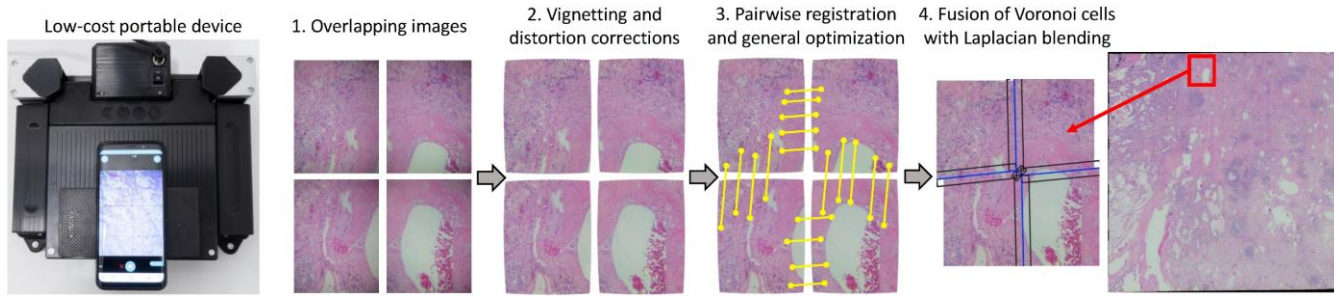 Low-cost portable device
1. Overlapping images
2. Vignetting and
distortion corrections
3. Pairwise registration
and general optimization
4. Fusion of Voronoi cells
with Laplacian blending